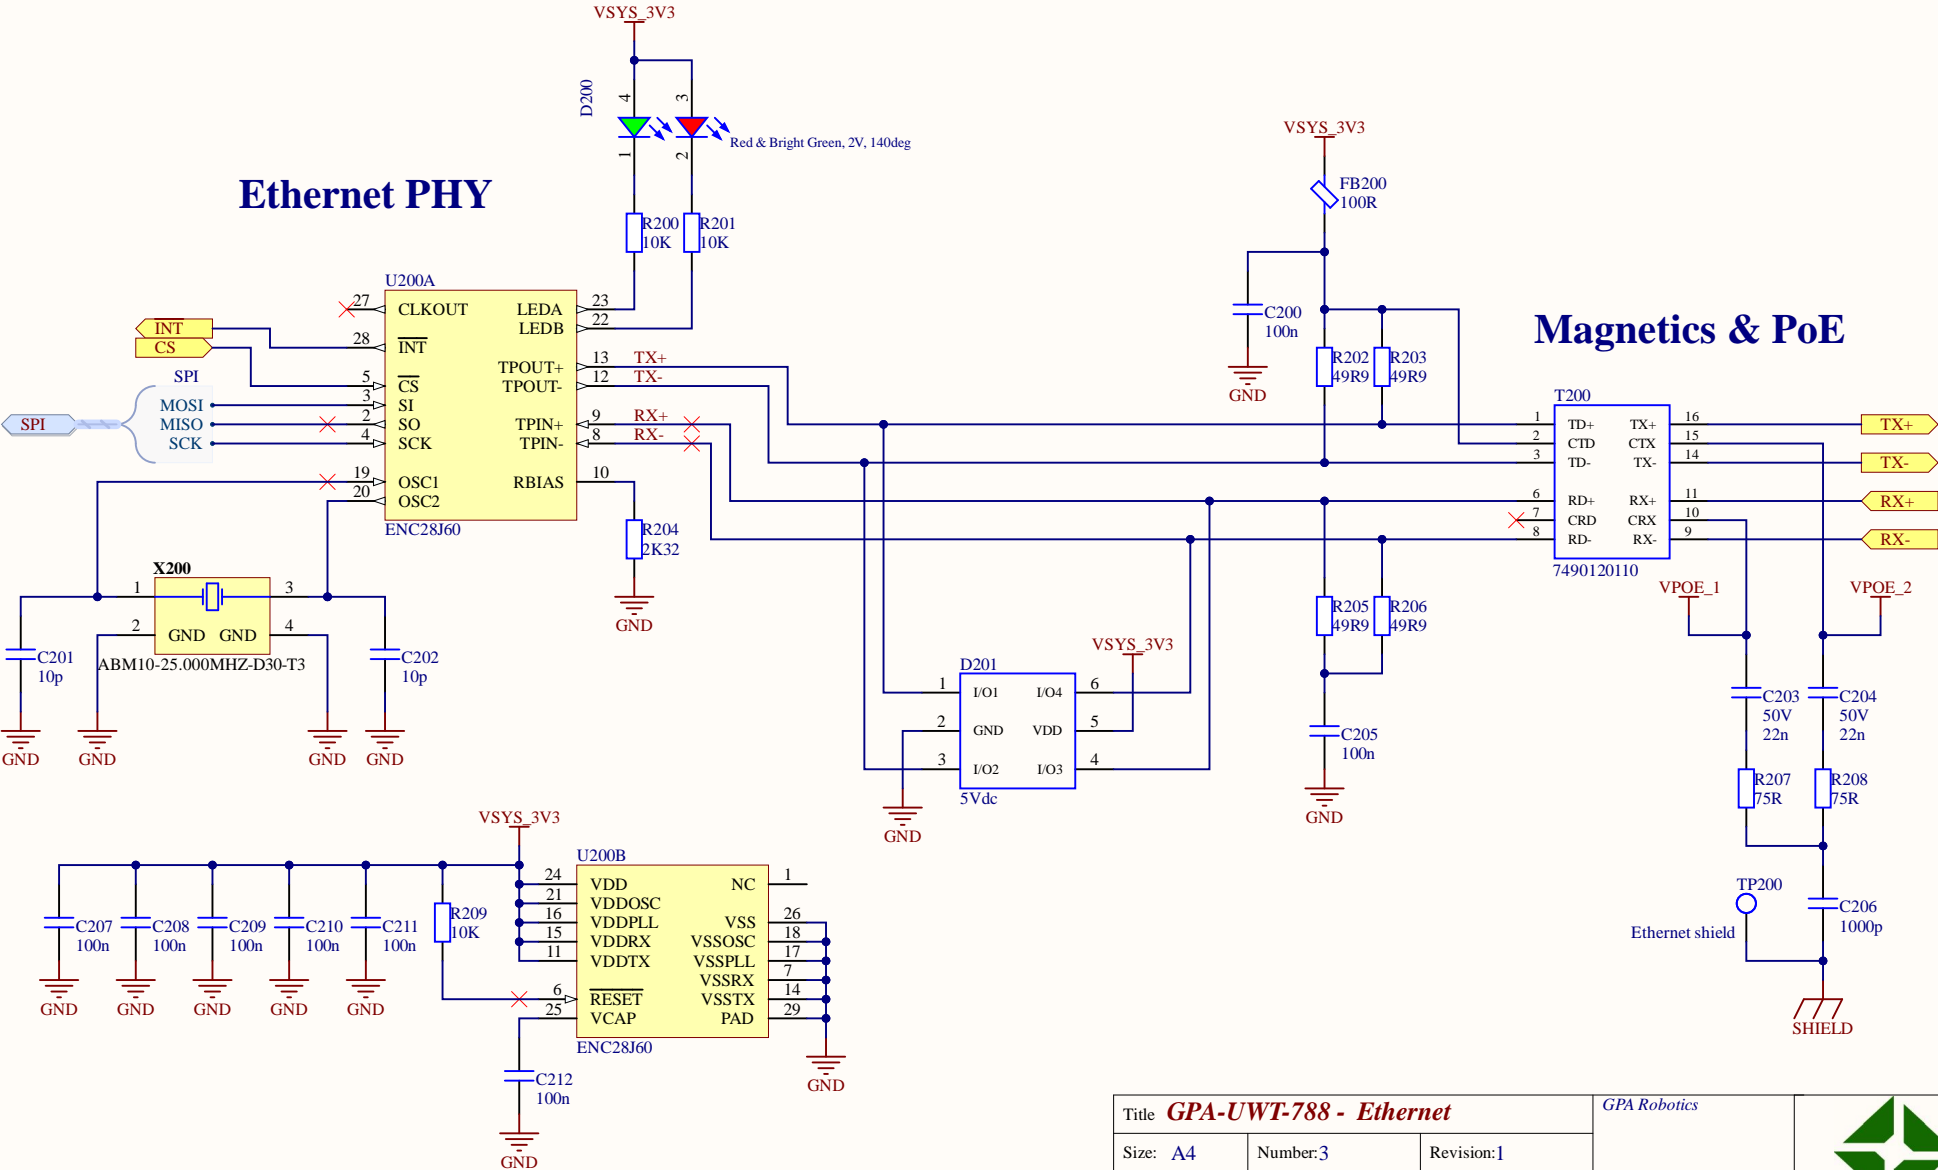 VSYS_3V3
D200
4
3
1
2
Red & Bright Green, 2V, 140deg
Ethernet PHY
R200
10K
R201
10K
U200A
27
CLKOUT
LEDA
23
LEDB
22
INT
28
INT
CS
5
CS
TPOUT+
13
TX+
TPOUT-
12
TX-
SPI
SPI
MOSI
3
SI
MISO
2
SO
TPIN+
9
RX+
SCK
4
SCK
TPIN-
8
RX-
19
OSC1
RBIAS
10
20
OSC2
ENC28J60
R204
2K32
GND
X200
1
3
2
GND
GND
4
ABM10-25.000MHZ-D30-T3
C201
10p
C202
10p
GND
GND
GND
GND
VSYS_3V3
FB200
100R
C200
100n
GND
R202
49R9
R203
49R9
Magnetics & PoE
T200
1
TD+
TX+
16
TX+
2
CTD
CTX
15
3
TD-
TX-
14
TX-
6
RD+
RX+
11
RX+
7
CRD
CRX
10
8
RD-
RX-
9
RX-
7490120110
VPOE_1
VPOE_2
R205
49R9
R206
49R9
VSYS_3V3
D201
1
I/O1
I/O4
6
2
GND
VDD
5
3
I/O2
I/O3
4
5Vdc
GND
C205
100n
GND
C203
50V
22n
C204
50V
22n
R207
75R
R208
75R
TP200
Ethernet shield
C206
1000p
SHIELD
VSYS_3V3
C207
100n
C208
100n
C209
100n
C210
100n
C211
100n
R209
10K
GND
GND
GND
GND
GND
U200B
24
VDD
NC
1
21
VDDOSC
16
VDDPLL
VSS
26
15
VDDRX
VSSOSC
18
11
VDDTX
VSSPLL
17
VSSRX
7
6
RESET
VSSTX
14
25
VCAP
PAD
29
ENC28J60
GND
C212
100n
GND
Title GPA-UWT-788 - Ethernet
GPA Robotics
Size: A4
Number:3
Revision:1